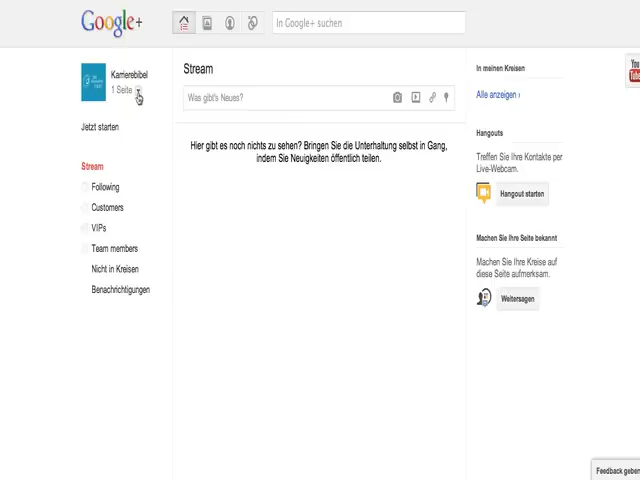 Google+
In Google+ suchen
Karrierebibel
1 Seite
Jetzt starten
Stream
Following
Customers
VIPs
Team members
Nicht in Kreisen
Benachrichtigungen
Stream
Was gibt's Neues?
Hier gibt es noch nichts zu sehen? Bringen Sie die Unterhaltung selbst in Gang,
indem Sie Neuigkeiten öffentlich teilen.
In meinen Kreisen
Alle anzeigen ›
Hangouts
Treffen Sie Ihre Kontakte per
Live-Webcam.
Hangout starten
Machen Sie Ihre Seite bekannt
Machen Sie Ihre Kreise auf
diese Seite aufmerksam.
Weitersagen
You
Tube
Feedback geben